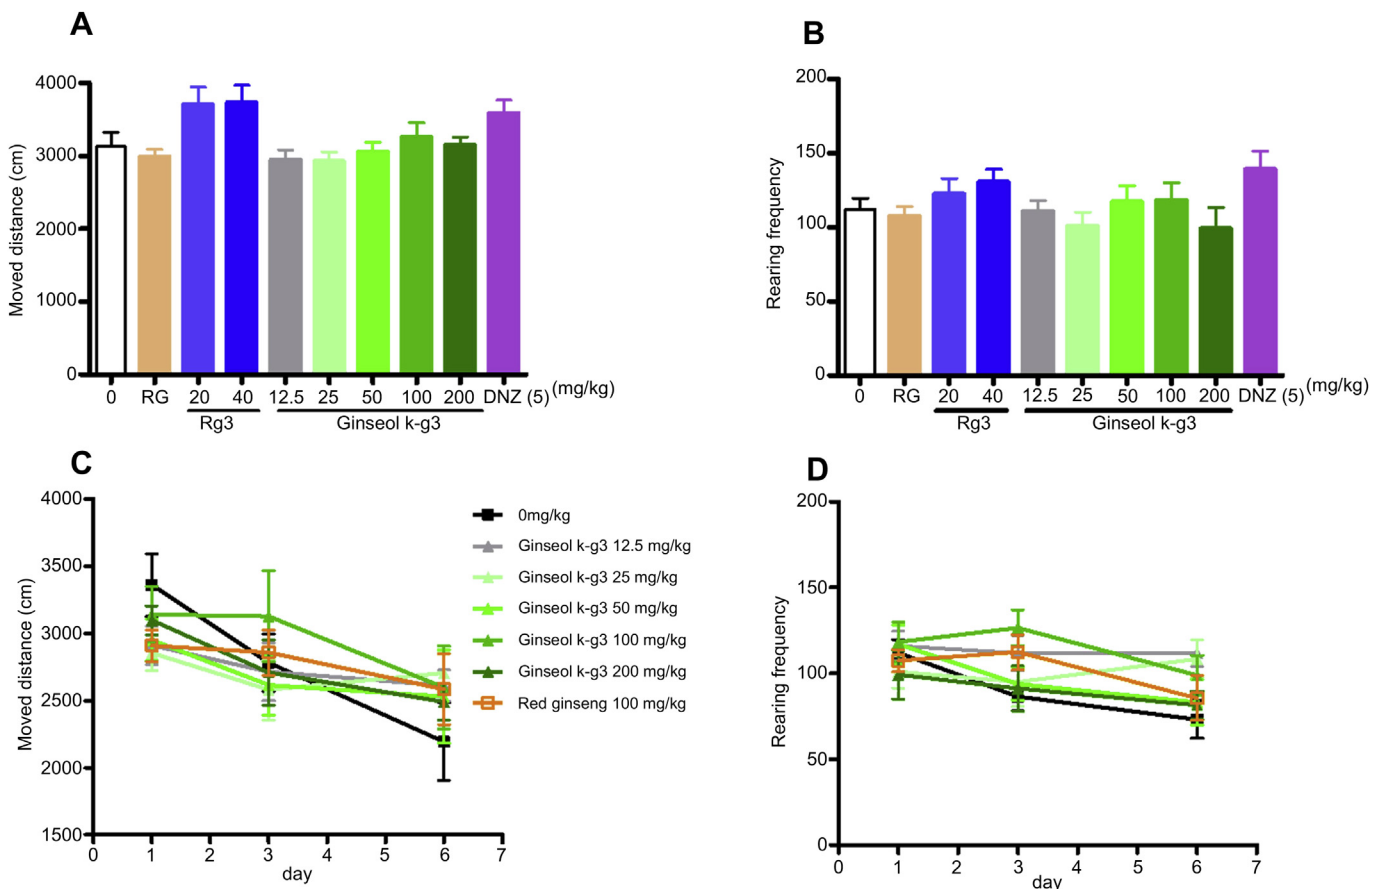 A
Moved distance (cm)
4000
3000
2000
1000
0
0 RG 20 40 12.5 25 50 100 200 DNZ (5) (mg/kg)
Rg3 Ginseol k-g3
B
Rearing frequency
200
150
100
50
0
0 RG 20 40 12.5 25 50 100 200 DNZ (5) (mg/kg)
Rg3 Ginseol k-g3
C
Moved distance (cm)
4000
3500
3000
2500
2000
1500
0 1 2 3 4 5 6 7
day
0mg/kg
Ginseol k-g3 12.5 mg/kg
Ginseol k-g3 25 mg/kg
Ginseol k-g3 50 mg/kg
Ginseol k-g3 100 mg/kg
Ginseol k-g3 200 mg/kg
Red ginseng 100 mg/kg
D
Rearing frequency
200
150
100
50
0
0 1 2 3 4 5 6 7
day